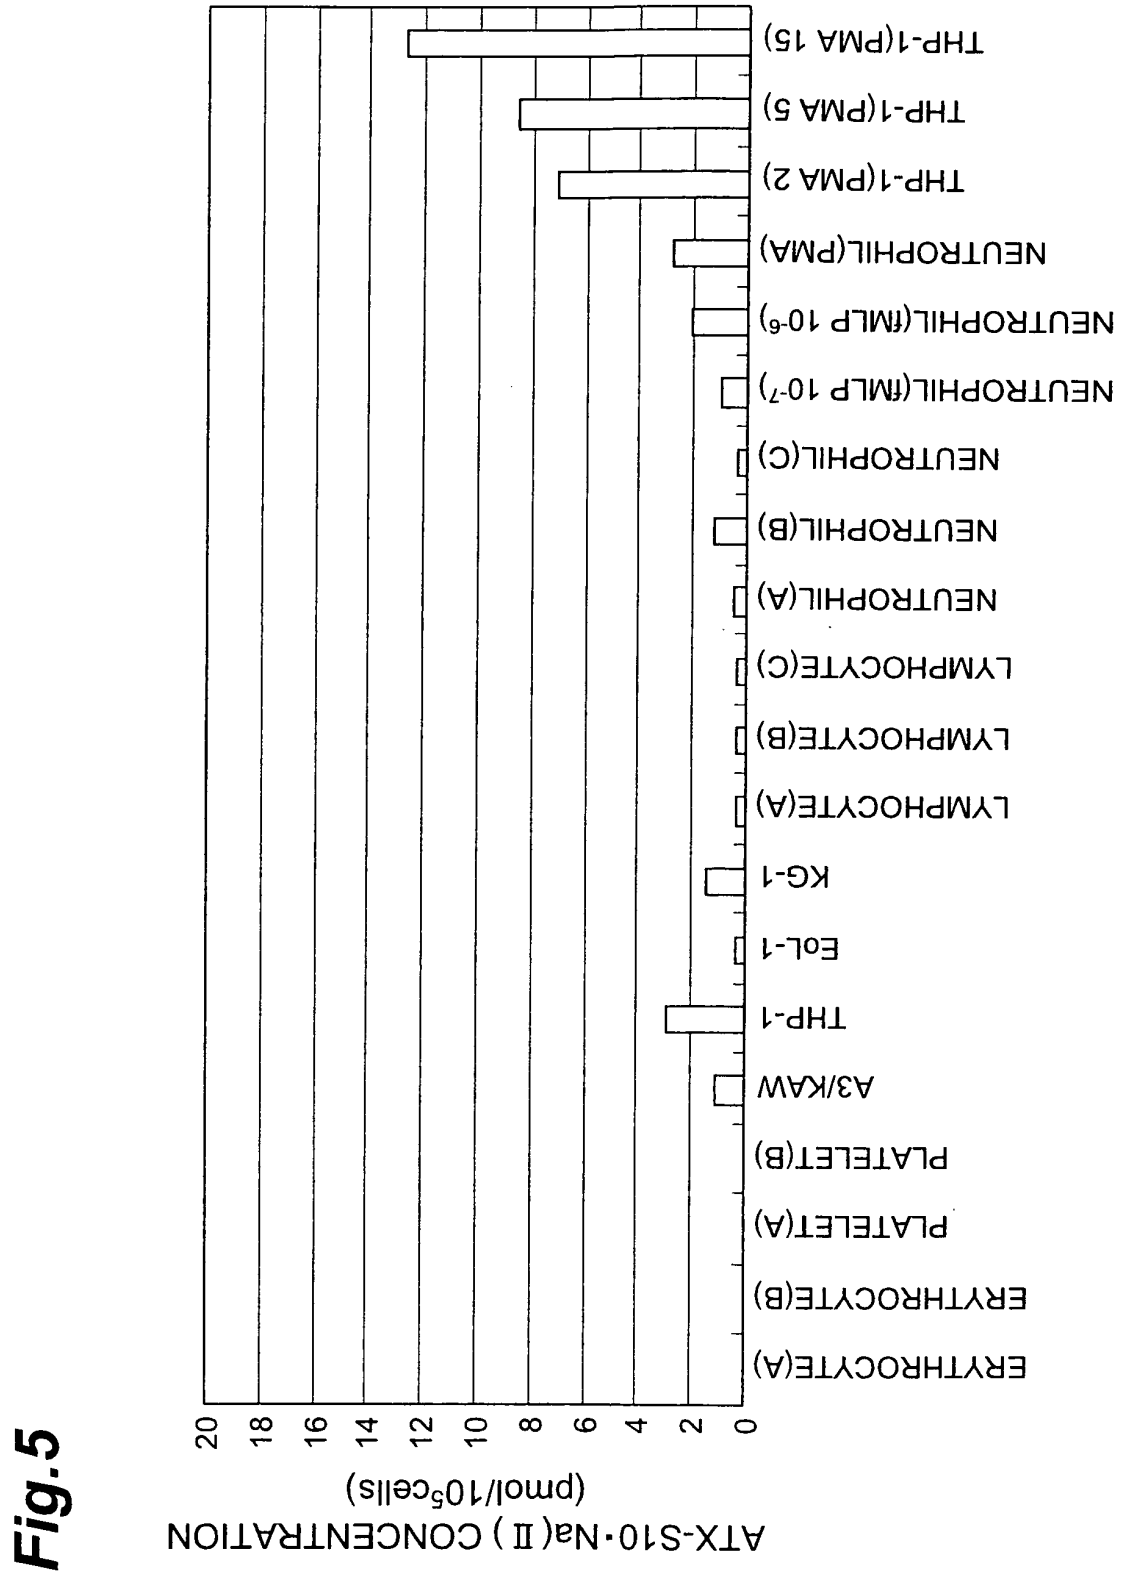 Fig.5
ATX-S10•Na(Ⅱ) CONCENTRATION
(pmol/10⁵cells)
0
2
4
6
8
10
12
14
16
18
20
ERYTHROCYTE(A)
ERYTHROCYTE(B)
PLATELET(A)
PLATELET(B)
A3/KAW
THP-1
EoL-1
KG-1
LYMPHOCYTE(A)
LYMPHOCYTE(B)
LYMPHOCYTE(C)
NEUTROPHIL(A)
NEUTROPHIL(B)
NEUTROPHIL(C)
NEUTROPHIL(fMLP 10⁻⁷)
NEUTROPHIL(fMLP 10⁻⁶)
NEUTROPHIL(PMA)
THP-1(PMA 2)
THP-1(PMA 5)
THP-1(PMA 15)